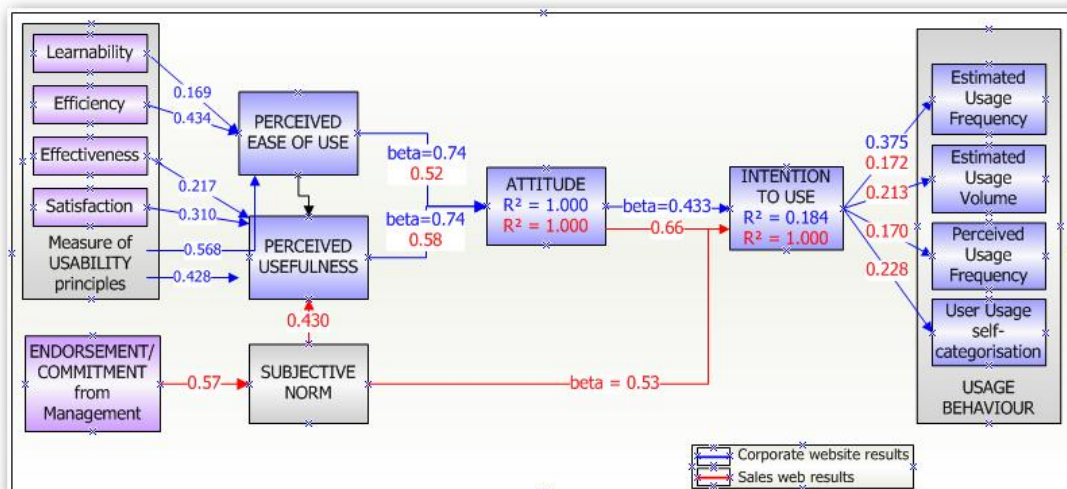 Learnability
Efficiency
Effectiveness
Satisfaction
Measure of
USABILITY
principles
0.169
0.434
0.217
0.310
0.568
0.428
PERCEIVED
EASE OF USE
PERCEIVED
USEFULNESS
beta=0.74
0.52
beta=0.74
0.58
ATTITUDE
R² = 1.000
R² = 1.000
beta=0.433
0.66
INTENTION
TO USE
R² = 0.184
R² = 1.000
0.375
0.172
0.213
0.170
0.228
Estimated
Usage
Frequency
Estimated
Usage
Volume
Perceived
Usage
Frequency
User Usage
self-
categorisation
USAGE
BEHAVIOUR
ENDORSEMENT/
COMMITMENT
from
Management
0.57
0.430
SUBJECTIVE
NORM
beta = 0.53
Corporate website results
Sales web results